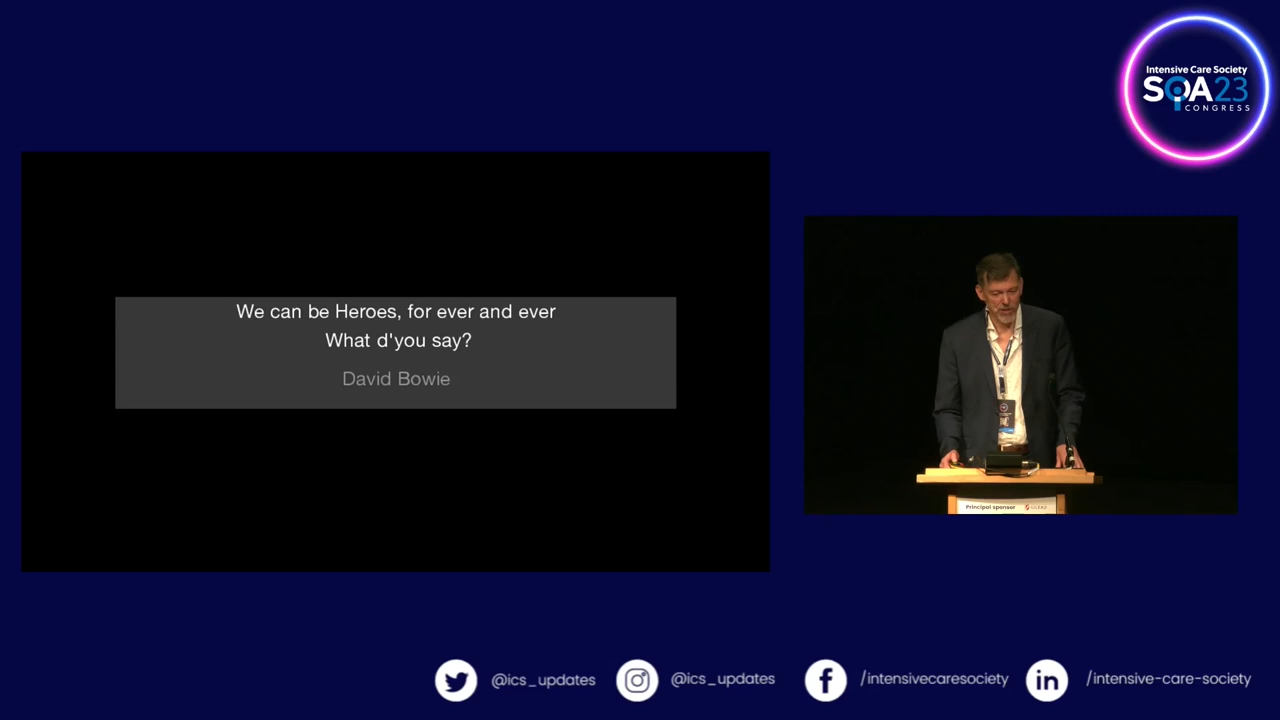 Intensive Care Society
SOA23
CONGRESS
We can be Heroes, for ever and ever
What d'you say?
David Bowie
Principal sponsor
@ics_updates
@ics_updates
/intensivecaresociety
/intensive-care-society